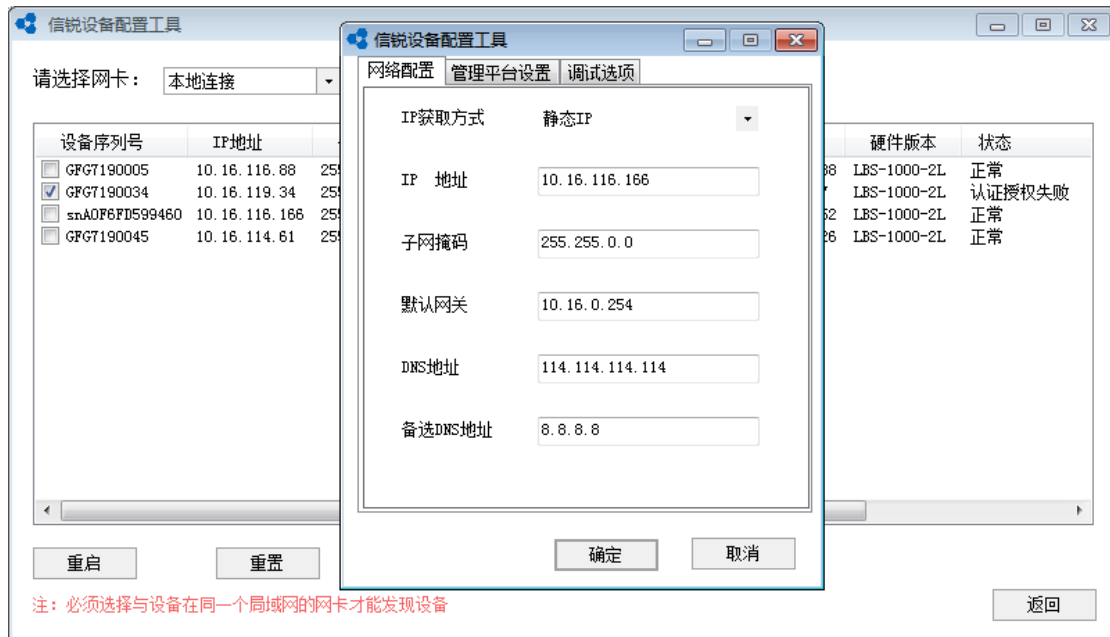 信锐设备配置工具
请选择网卡： 本地连接
设备序列号 IP地址 硬件版本 状态
GFG7190005 10.16.116.88 255 88 LBS-1000-2L 正常
GFG7190034 10.16.119.34 255 LBS-1000-2L 认证授权失败
snA0F6FD599460 10.16.116.166 255 52 LBS-1000-2L 正常
GFG7190045 10.16.114.61 255 26 LBS-1000-2L 正常
重启 重置
注：必须选择与设备在同一个局域网的网卡才能发现设备
返回
信锐设备配置工具
网络配置 管理平台设置 调试选项
IP获取方式 静态IP
IP 地址 10.16.116.166
子网掩码 255.255.0.0
默认网关 10.16.0.254
DNS地址 114.114.114.114
备选DNS地址 8.8.8.8
确定 取消